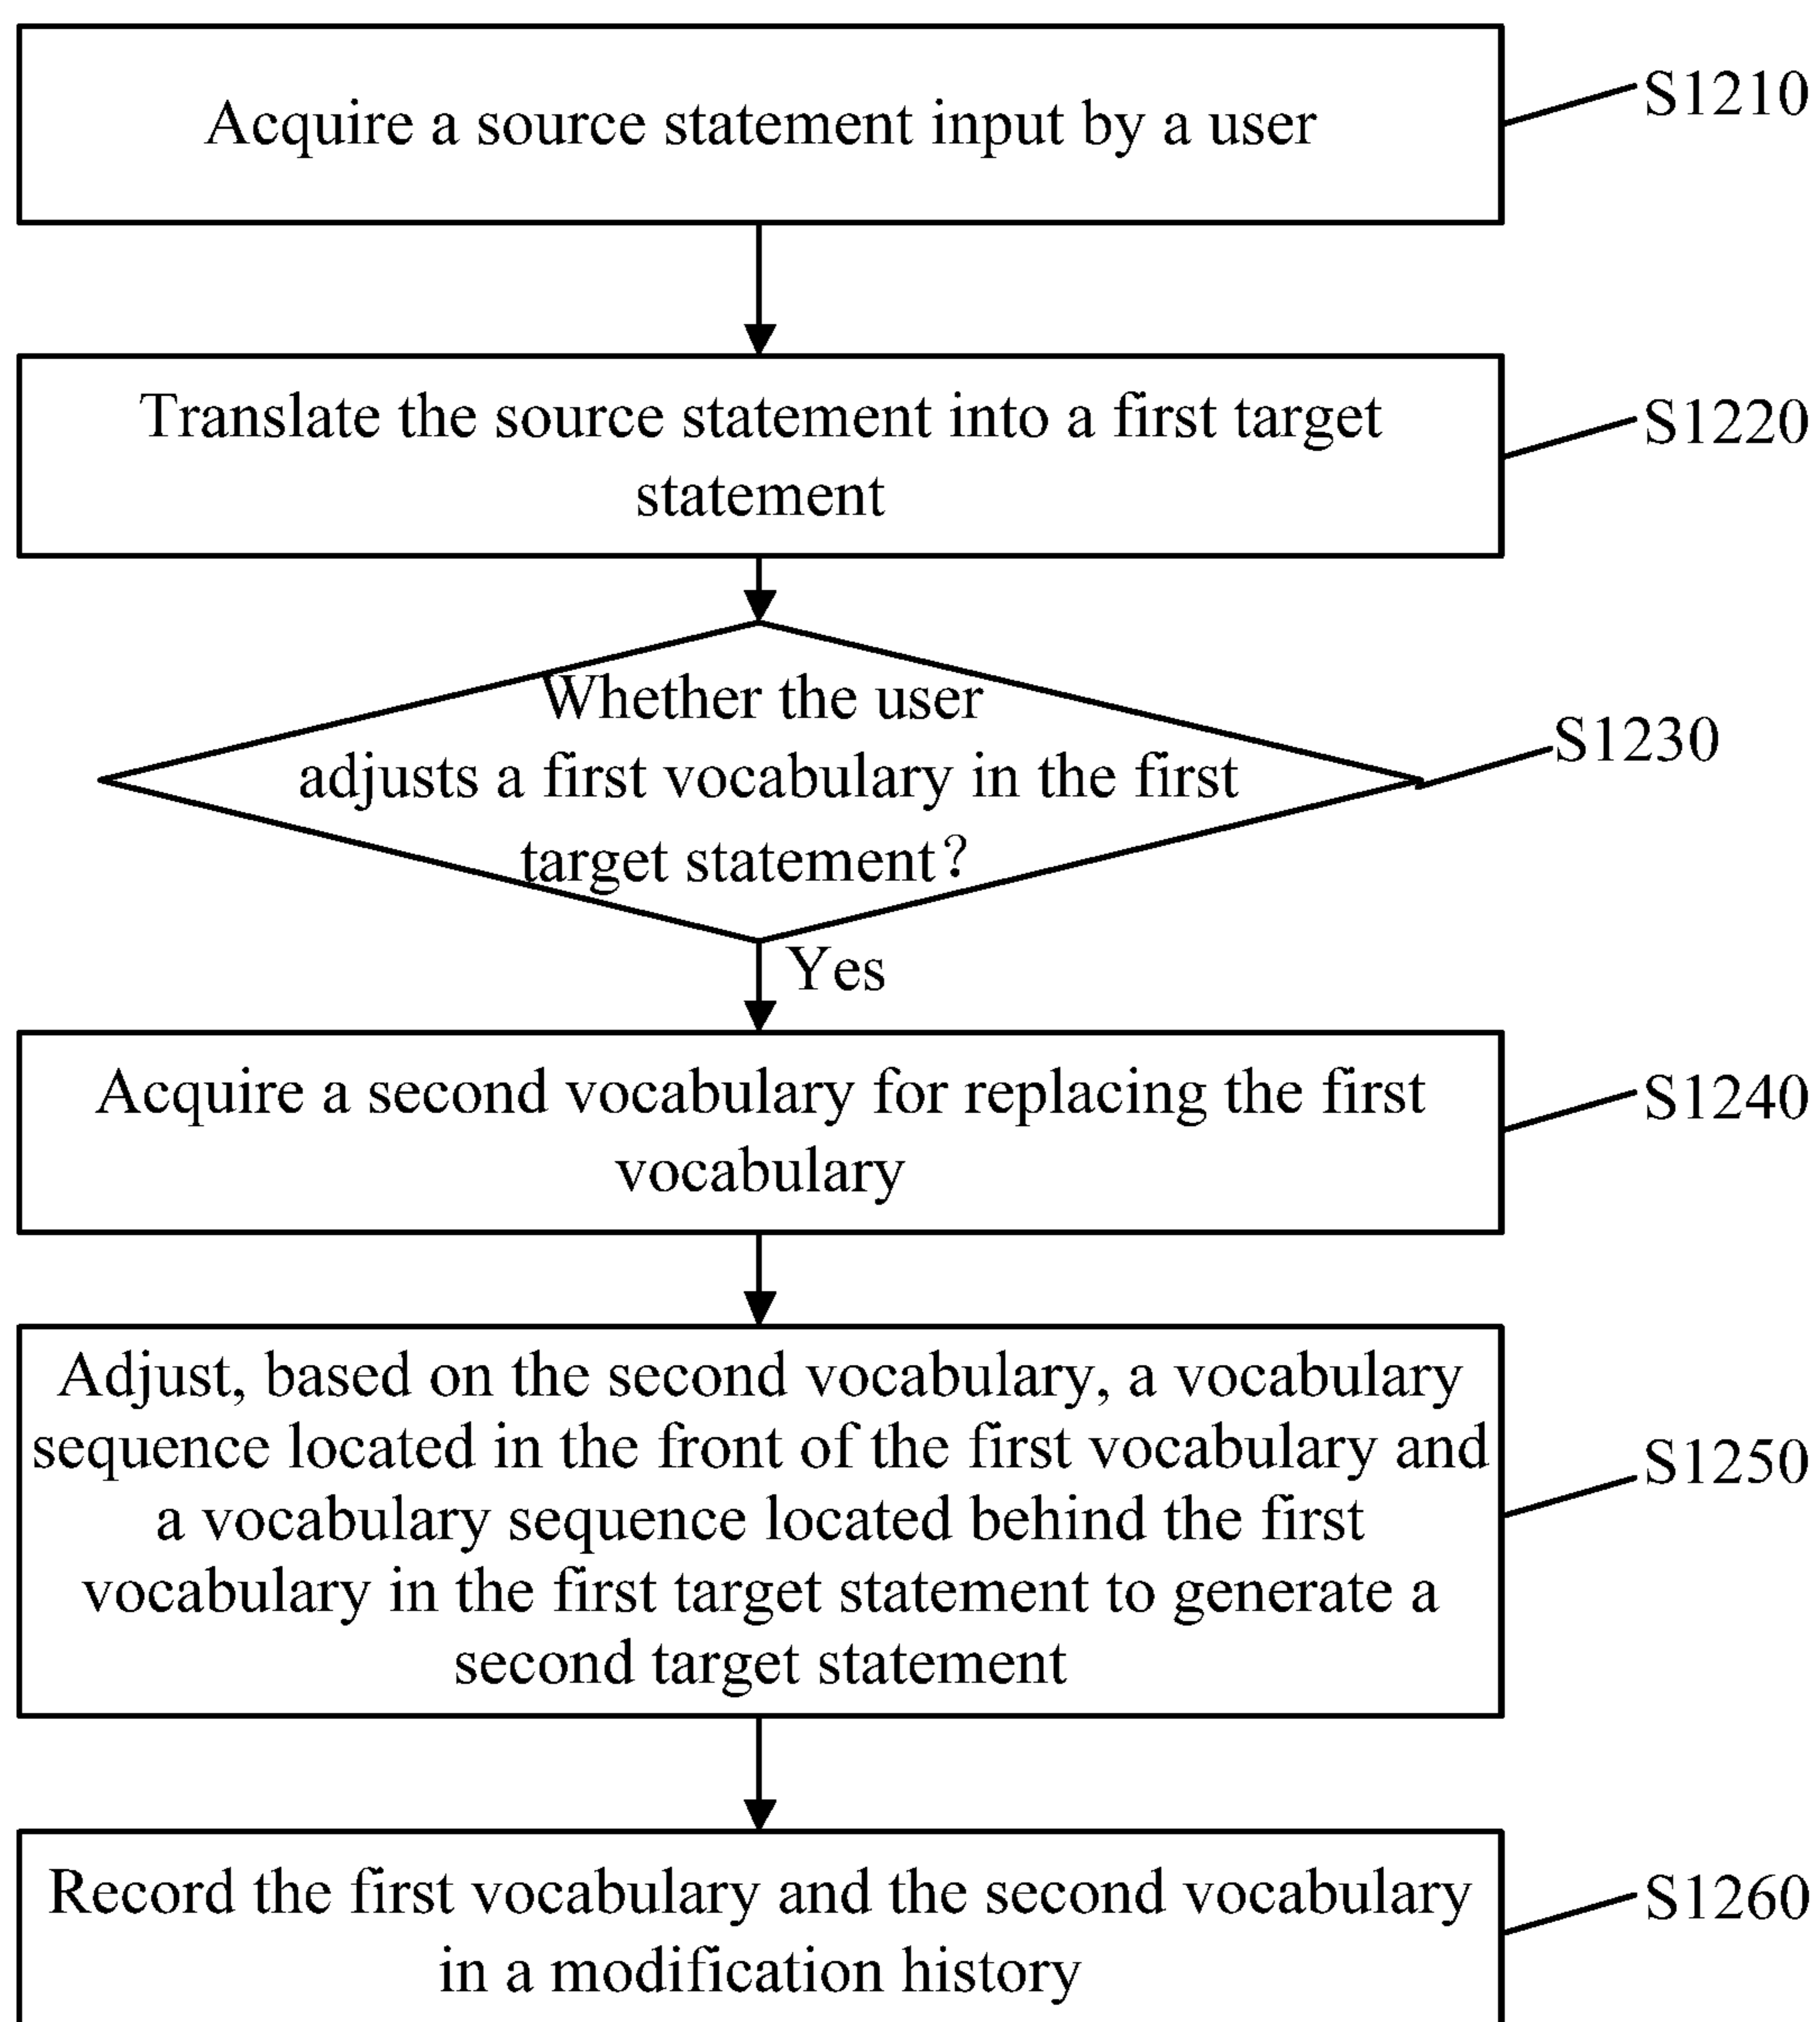 Acquire a source statement input by a user
S1210
Translate the source statement into a first target
statement
S1220
Whether the user
adjusts a first vocabulary in the first
target statement?
S1230
Yes
Acquire a second vocabulary for replacing the first
vocabulary
S1240
Adjust, based on the second vocabulary, a vocabulary
sequence located in the front of the first vocabulary and
a vocabulary sequence located behind the first
vocabulary in the first target statement to generate a
second target statement
S1250
Record the first vocabulary and the second vocabulary
in a modification history
S1260